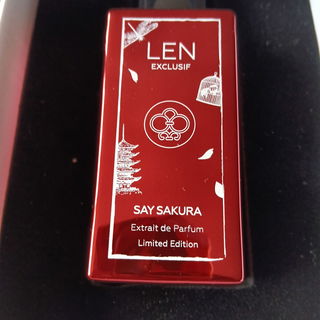 LEN
EXCLUSIF
SAY SAKURA
Extrait de Parfum
Limited Edition